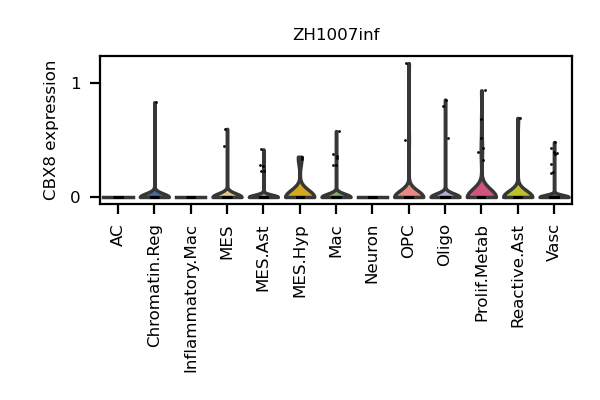 ZH1007inf
CBX8 expression
1
0
AC
Chromatin.Reg
Inflammatory.Mac
MES
MES.Ast
MES.Hyp
Mac
Neuron
OPC
Oligo
Prolif.Metab
Reactive.Ast
Vasc